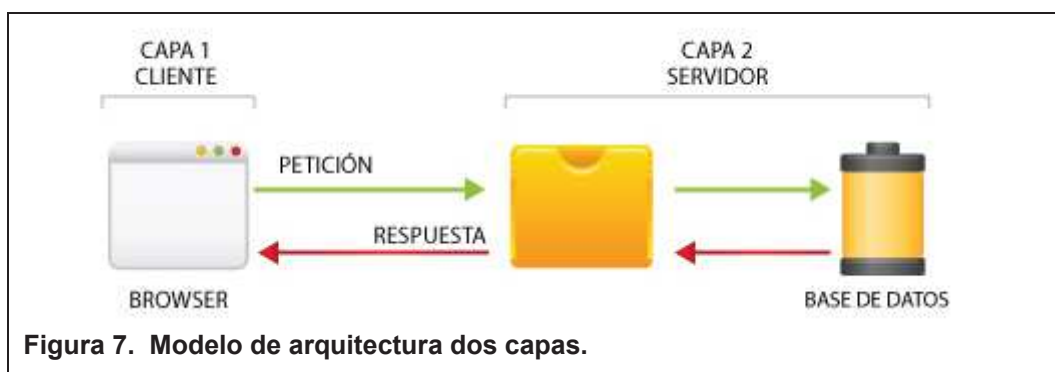 CAPA 1
CLIENTE
CAPA 2
SERVIDOR
PETICIÓN
RESPUESTA
BROWSER
BASE DE DATOS
Figura 7. Modelo de arquitectura dos capas.